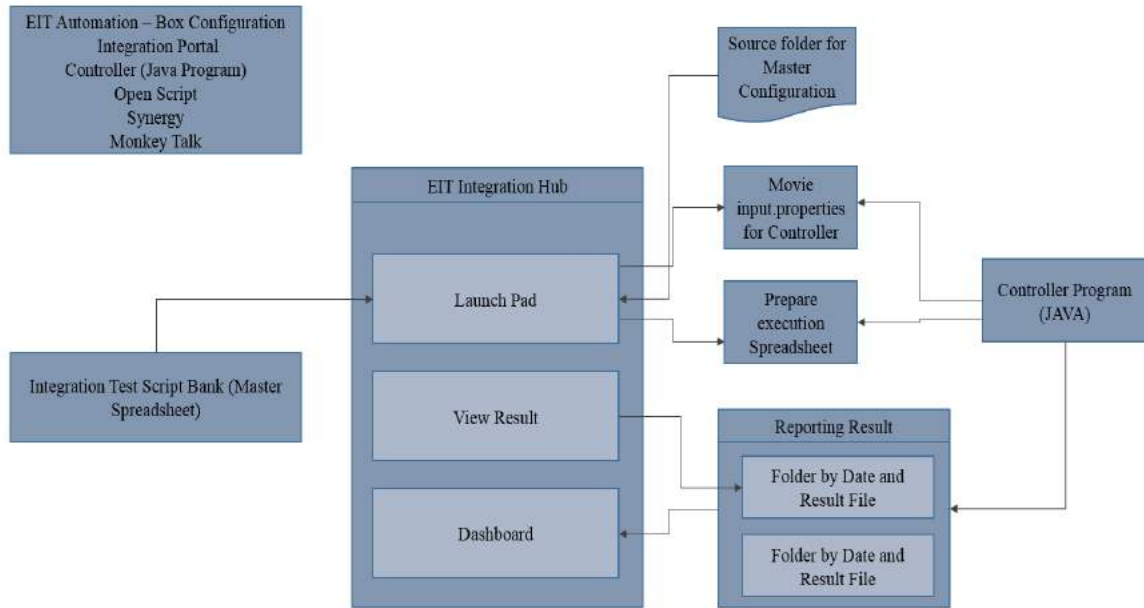 EIT Automation – Box Configuration
Integration Portal
Controller (Java Program)
Open Script
Synergy
Monkey Talk
Source folder for
Master
Configuration
EIT Integration Hub
Movie
input.properties
for Controller
Launch Pad
Prepare
execution
Spreadsheet
Controller Program
(JAVA)
Integration Test Script Bank (Master
Spreadsheet)
View Result
Reporting Result
Folder by Date and
Result File
Dashboard
Folder by Date and
Result File